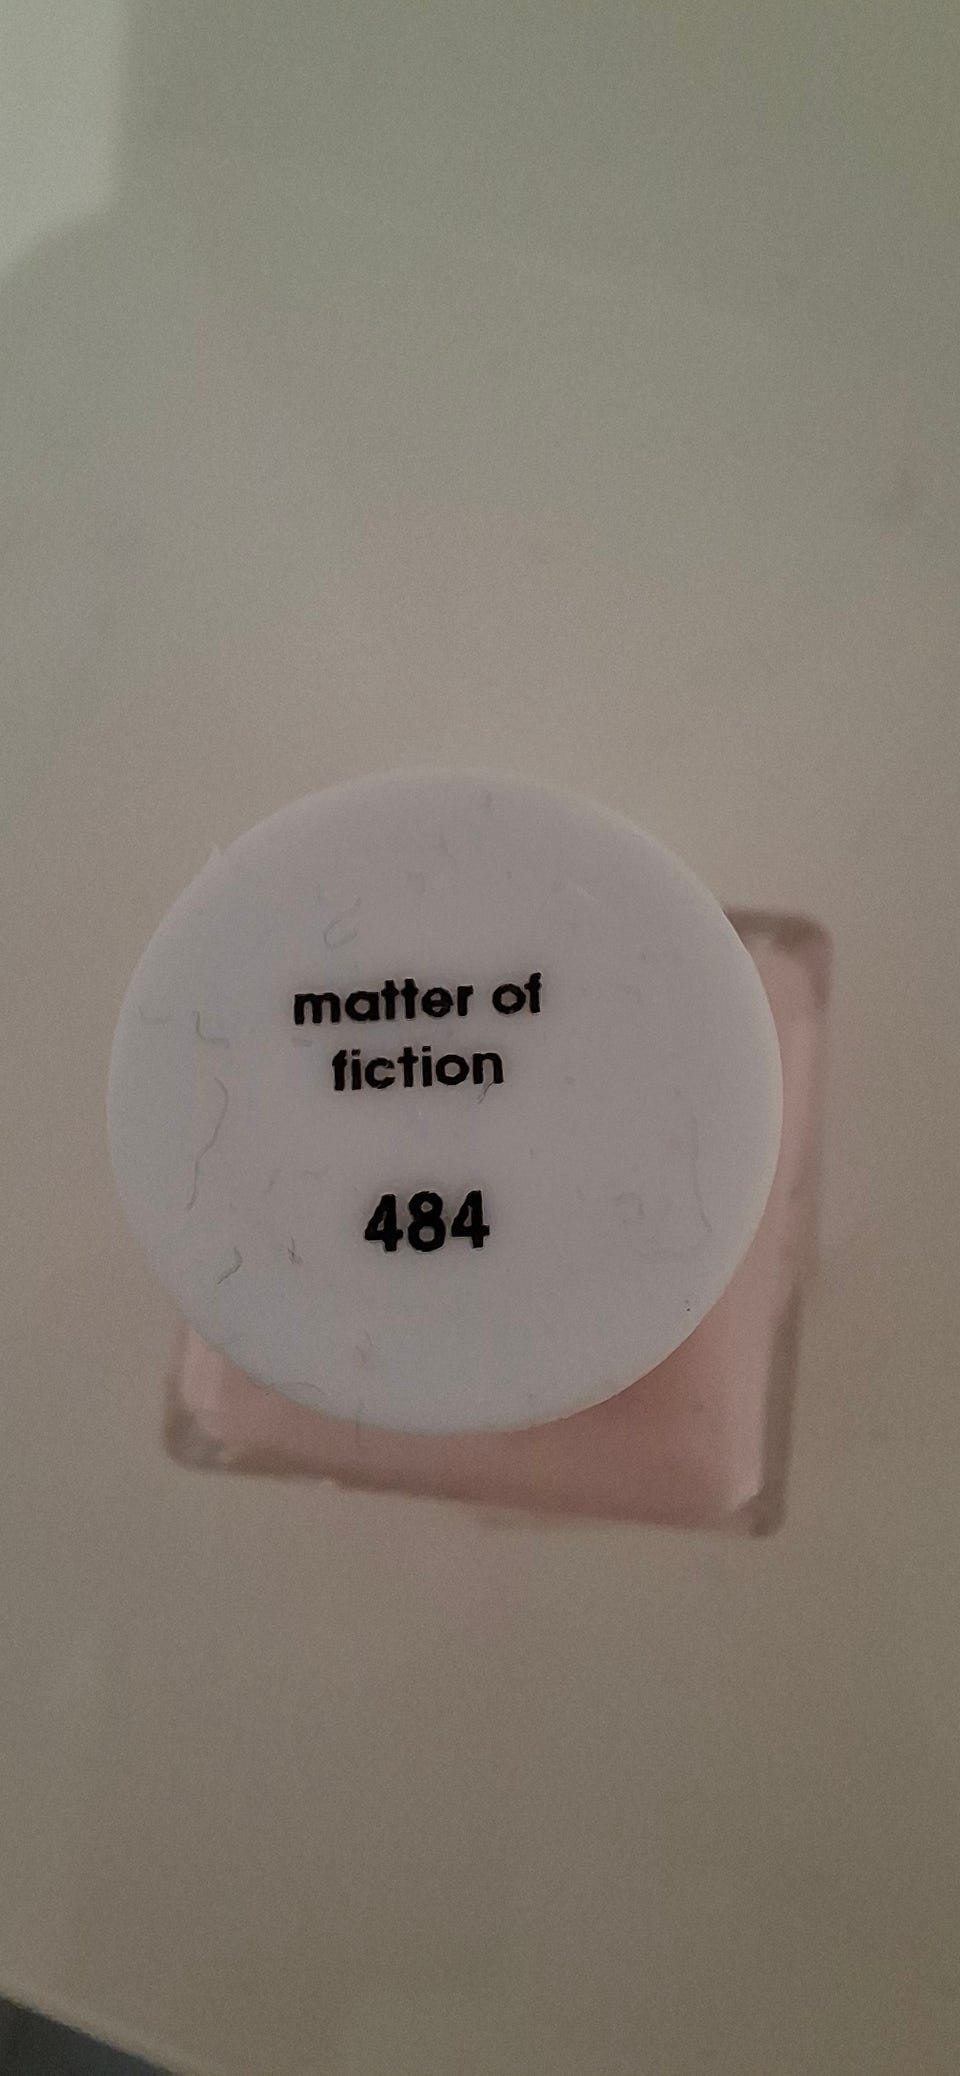 matter of
fiction
484